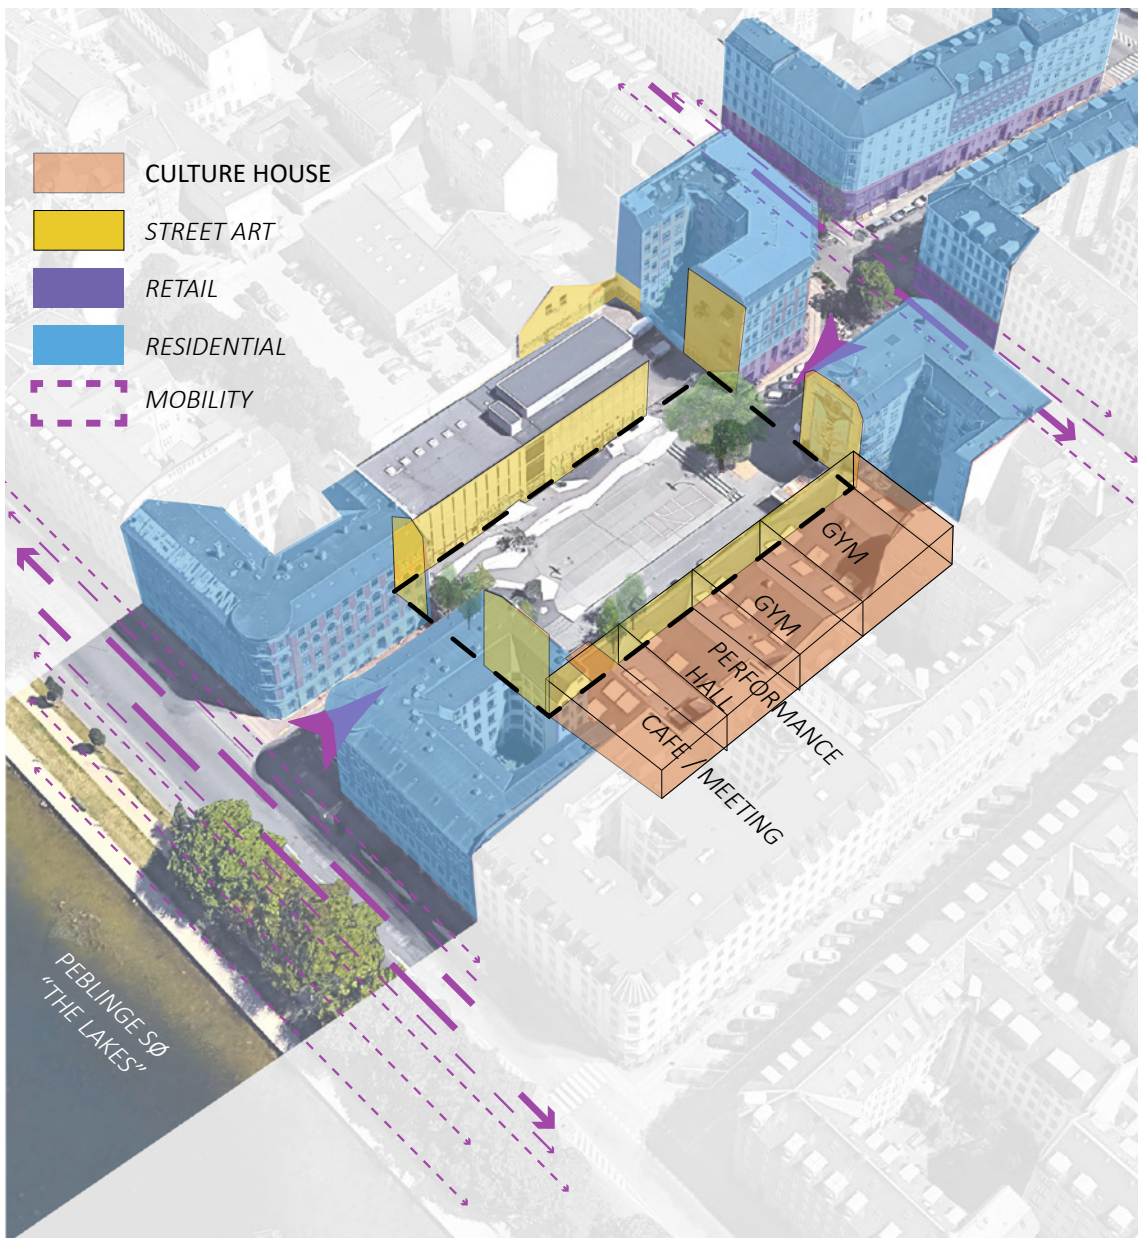 CULTURE HOUSE
STREET ART
RETAIL
RESIDENTIAL
MOBILITY
GYM
GYM
PERFORMANCE
HALL
CAFE / MEETING
PEBLINGE SØ
"THE LAKES"